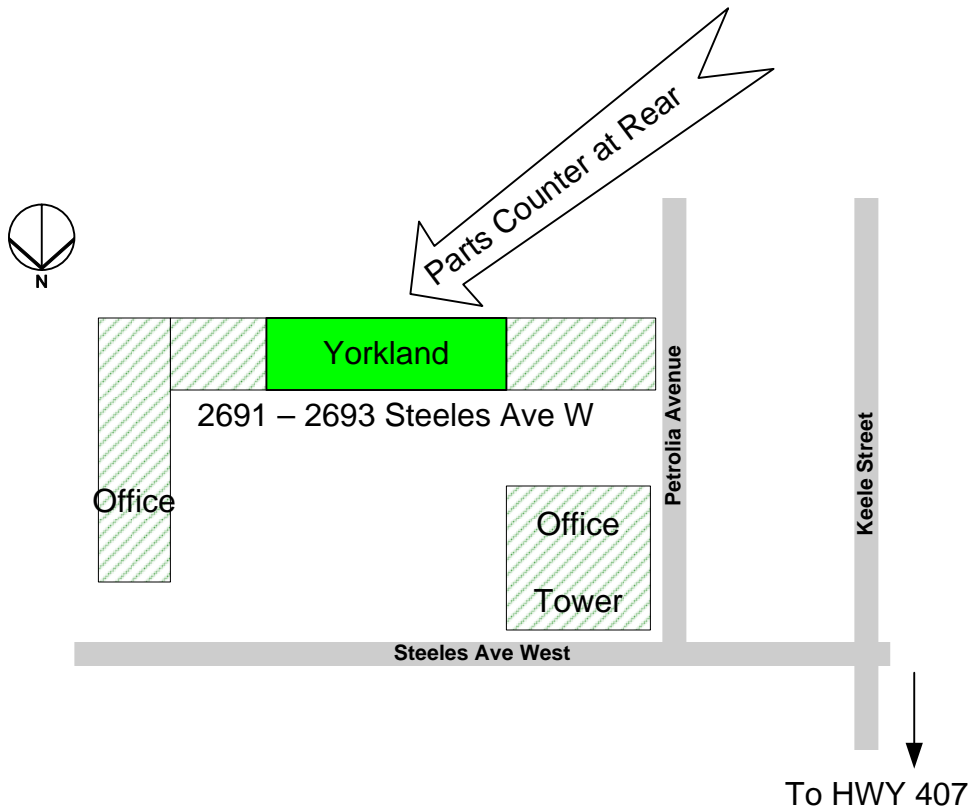 Parts Counter at Rear
N
Yorkland
2691 – 2693 Steeles Ave W
Petrolia Avenue
Keele Street
Office
Office
Tower
Steeles Ave West
To HWY 407